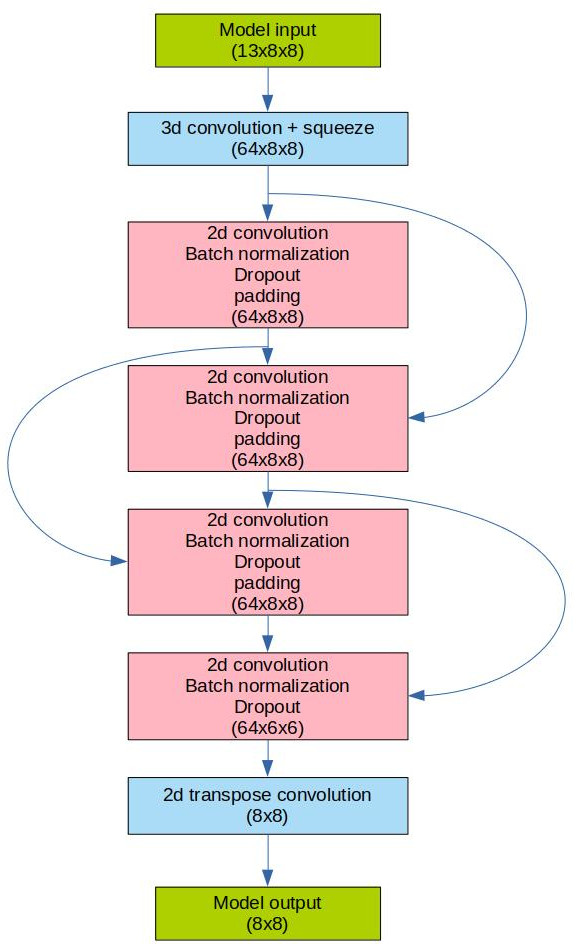 Model input
(13x8x8)
3d convolution + squeeze
(64x8x8)
2d convolution
Batch normalization
Dropout
padding
(64x8x8)
2d convolution
Batch normalization
Dropout
padding
(64x8x8)
2d convolution
Batch normalization
Dropout
padding
(64x8x8)
2d convolution
Batch normalization
Dropout
(64x6x6)
2d transpose convolution
(8x8)
Model output
(8x8)